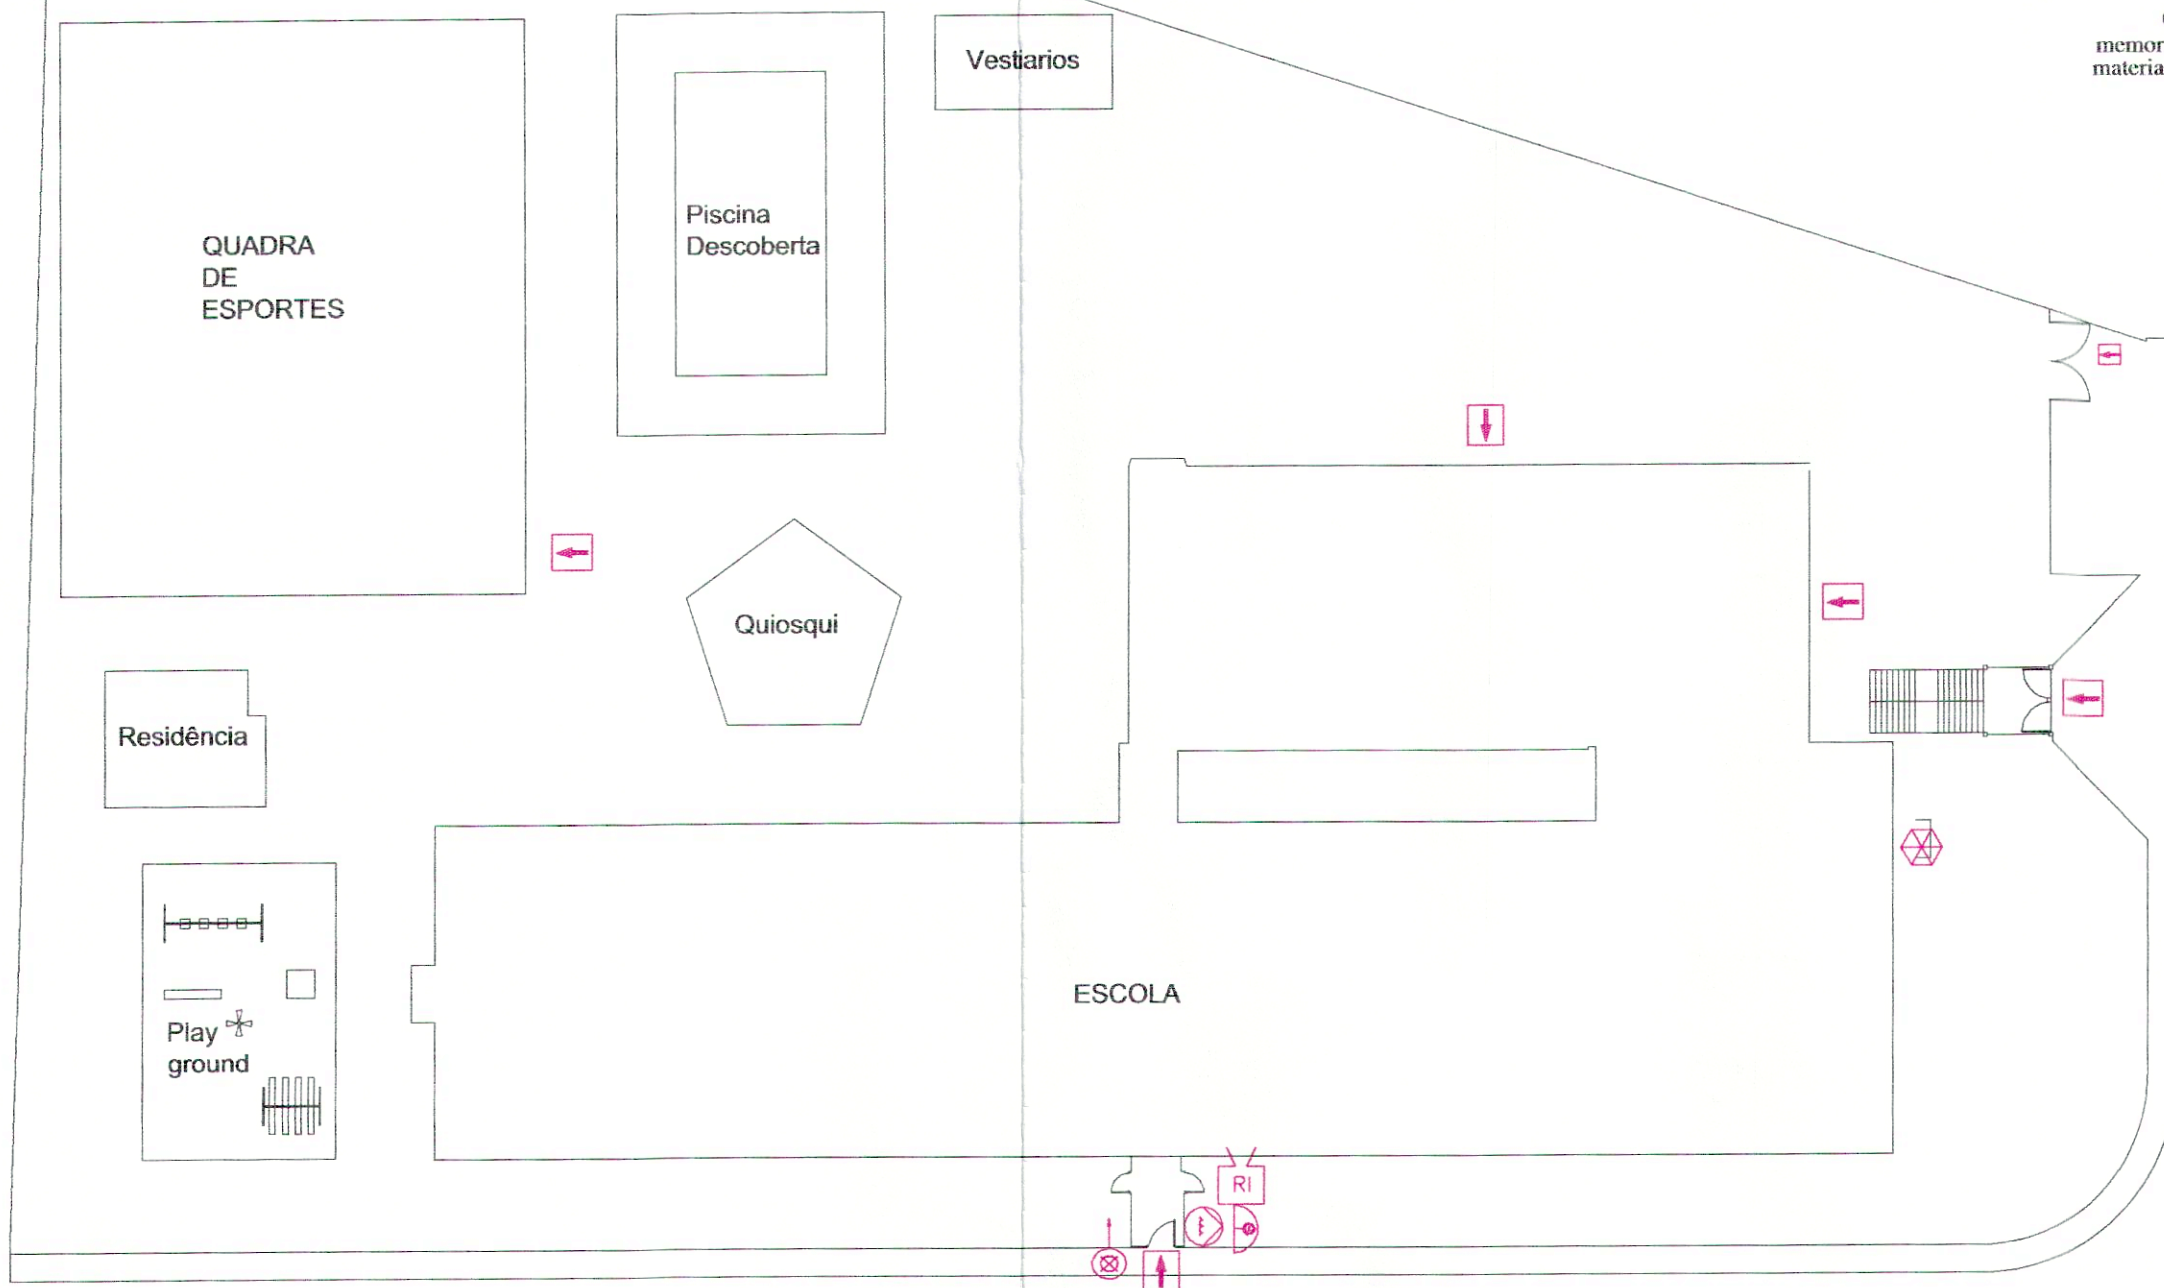 memor
materia
Vestiarios
QUADRA
DE
ESPORTES
Piscina
Descoberta
Quiosqui
Residência
Play
ground
ESCOLA
RI